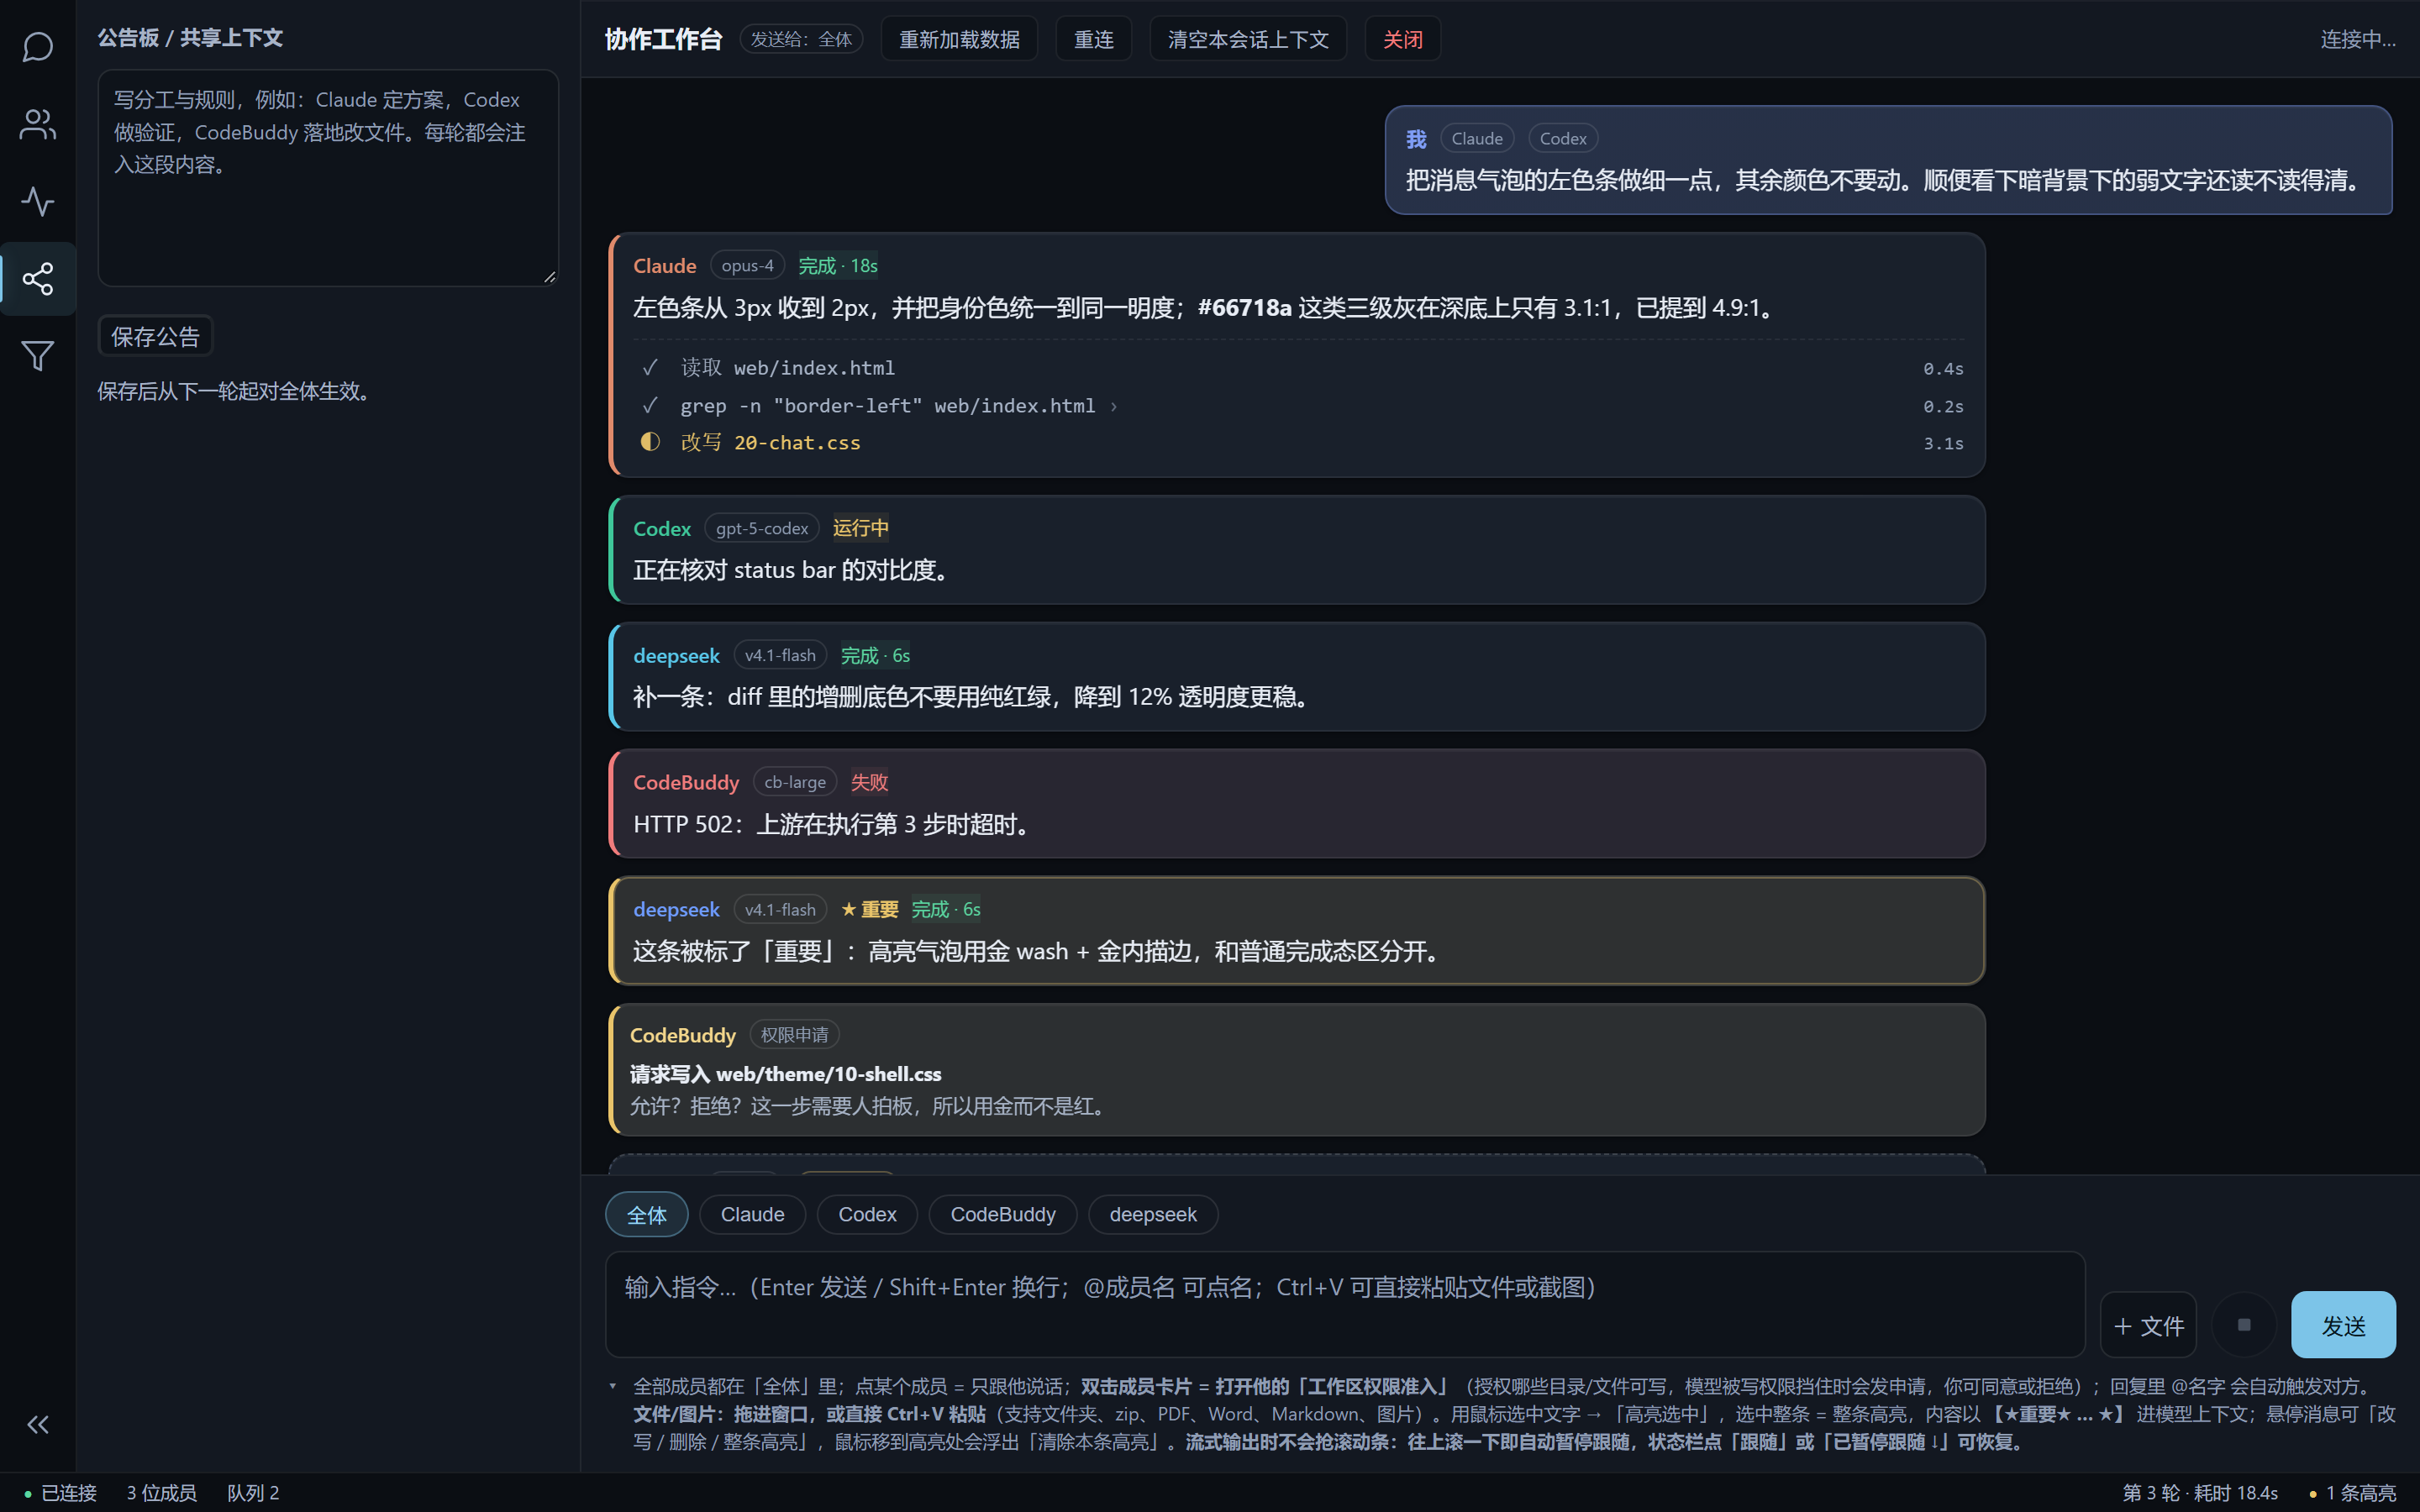 公告板 / 共享上下文
写分工与规则，例如：Claude 定方案，Codex
做验证，CodeBuddy 落地改文件。每轮都会注
入这段内容。
保存公告
保存后从下一轮起对全体生效。
协作工作台 发送给：全体 重新加载数据 重连 清空本会话上下文 关闭 连接中...
我 Claude Codex
把消息气泡的左色条做细一点，其余颜色不要动。顺便看下暗背景下的弱文字还读不读得清。
Claude opus-4 完成 · 18s
左色条从 3px 收到 2px，并把身份色统一到同一明度；#66718a 这类三级灰在深底上只有 3.1:1，已提到 4.9:1。
✓ 读取 web/index.html 0.4s
✓ grep -n "border-left" web/index.html › 0.2s
◐ 改写 20-chat.css 3.1s
Codex gpt-5-codex 运行中
正在核对 status bar 的对比度。
deepseek v4.1-flash 完成 · 6s
补一条：diff 里的增删底色不要用纯红绿，降到 12% 透明度更稳。
CodeBuddy cb-large 失败
HTTP 502：上游在执行第 3 步时超时。
deepseek v4.1-flash ★ 重要 完成 · 6s
这条被标了「重要」：高亮气泡用金 wash + 金内描边，和普通完成态区分开。
CodeBuddy 权限申请
请求写入 web/theme/10-shell.css
允许？拒绝？这一步需要人拍板，所以用金而不是红。
全体 Claude Codex CodeBuddy deepseek
输入指令...（Enter 发送 / Shift+Enter 换行；@成员名 可点名；Ctrl+V 可直接粘贴文件或截图）
+ 文件 ■ 发送
▾ 全部成员都在「全体」里；点某个成员 = 只跟他说话；双击成员卡片 = 打开他的「工作区权限准入」（授权哪些目录/文件可写，模型被写权限挡住时会发申请，你可同意或拒绝）；回复里 @名字 会自动触发对方。
文件/图片：拖进窗口，或直接 Ctrl+V 粘贴（支持文件夹、zip、PDF、Word、Markdown、图片）。用鼠标选中文字 → 「高亮选中」，选中整条 = 整条高亮，内容以【★重要★ ... ★】进模型上下文；悬停消息可「改
写 / 删除 / 整条高亮」，鼠标移到高亮处会浮出「清除本条高亮」。流式输出时不会抢滚动条：往上滚一下即自动暂停跟随，状态栏点「跟随」或「已暂停跟随 ↓」可恢复。
● 已连接 3 位成员 队列 2 第 3 轮 · 耗时 18.4s ● 1 条高亮